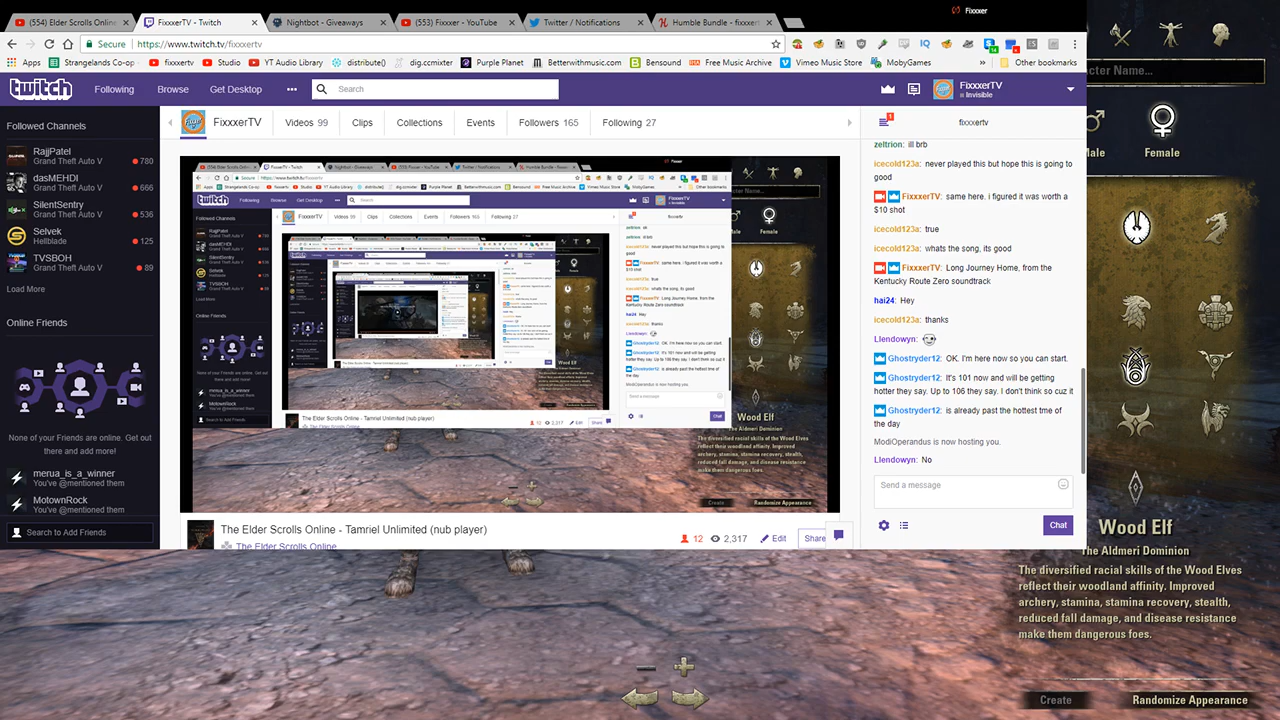 Fixxxer
(554) Elder Scrolls Online
FixxxerTV - Twitch
Nightbot - Giveaways
(553) Fixxxer - YouTube
Twitter / Notifications
Humble Bundle - fixxxert
Secure
https://www.twitch.tv/fixxxertv
Apps
Strangelands Co-op
fixxxertv
Studio
YT Audio Library
distribute()
dig.ccmixter
Purple Planet
Betterwithmusic.com
Bensound
Free Music Archive
Vimeo Music Store
MobyGames
»
Other bookmarks
cter Name...
twitch
Following
Browse
Get Desktop
Search
FixxxerTV
Invisible
Followed Channels
RajjPatel
Grand Theft Auto V
780
dasMEHDI
Grand Theft Auto V
666
SilentSentry
Grand Theft Auto V
536
Selvek
Hellblade
125
Grand Theft Auto V
89
Load More
Online Friends
None of your Friends are online. Get out there and add more!
menua_is_a_winner
You've @mentioned them
MotownRock
You've @mentioned them
Search to Add Friends
FixxxerTV
Videos 99
Clips
Collections
Events
Followers 165
Following 27
The Elder Scrolls Online - Tamriel Unlimited (nub player)
The Elder Scrolls Online
12
2,317
Edit
Share
1
fixxxertv
zeltrion: ill brb
icecold123a: never played this but hope this is going to
good
FixxxerTV: same here. i figured it was worth a
$10 shot
icecold123a: true
icecold123a: whats the song, its good
FixxxerTV: Long Journey Home, from the
Kentucky Route Zero soundtrack
hai24: Hey
icecold123a: thanks
Llendowyn:
Ghostryder12: OK. I'm here now so you can start.
Ghostryder12: It's 101 now and will be getting
hotter they say. Up to 106 they say. I don't think so cuz it
Ghostryder12: is already past the hottest tme of
the day
ModiOperandus is now hosting you.
Llendowyn: No
Send a message
Chat
ale
Female
Wood Elf
The Aldmeri Dominion
The diversified racial skills of the Wood Elves
reflect their woodland affinity. Improved
archery, stamina, stamina recovery, stealth,
reduced fall damage, and disease resistance
make them dangerous foes.
Create
Randomize Appearance